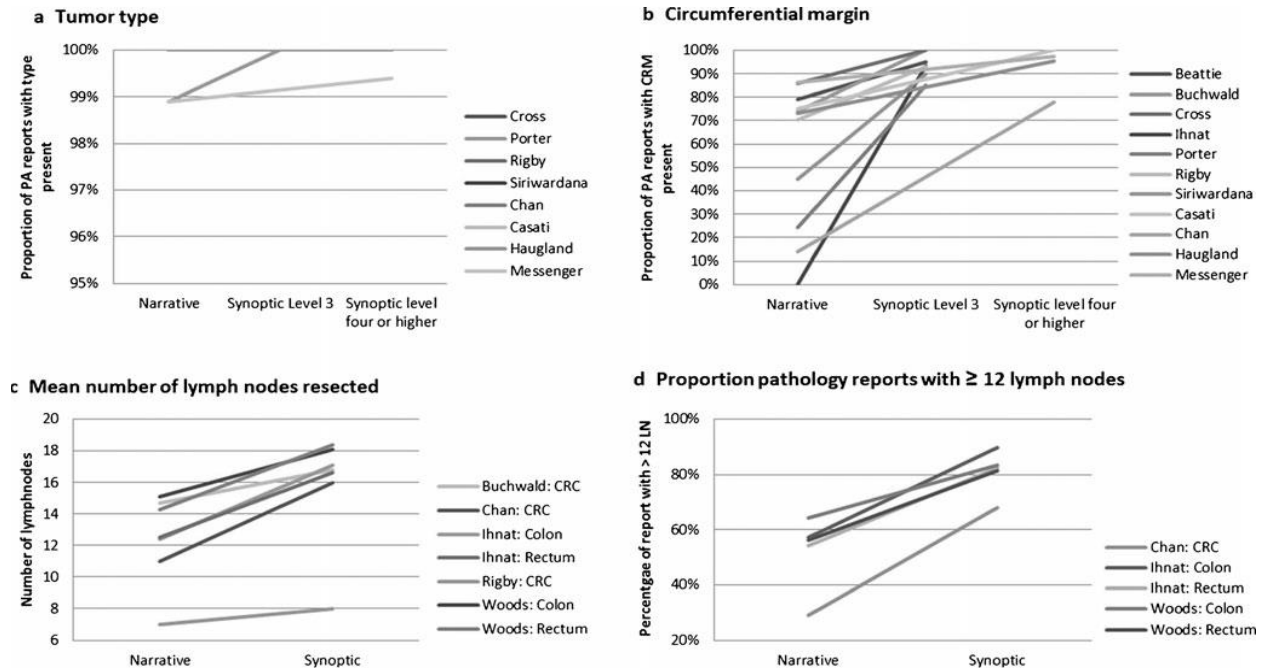 a Tumor type
Proportion of PA reports with type
present
100%
99%
98%
97%
96%
95%
Narrative
Synoptic Level 3
Synoptic level
four or higher
Cross
Porter
Rigby
Siriwardana
Chan
Casati
Haugland
Messenger
b Circumferential margin
Proportion of PA reports with CRM
present
100%
90%
80%
70%
60%
50%
40%
30%
20%
10%
0%
Narrative
Synoptic Level 3
Synoptic level four
or higher
Beattie
Buchwald
Cross
Ihnat
Porter
Rigby
Siriwardana
Casati
Chan
Haugland
Messenger
c Mean number of lymph nodes resected
Number of lymphnodes
20
18
16
14
12
10
8
6
Narrative
Synoptic
Buchwald: CRC
Chan: CRC
Ihnat: Colon
Ihnat: Rectum
Rigby: CRC
Woods: Colon
Woods: Rectum
d Proportion pathology reports with ≥ 12 lymph nodes
Percentgae of report with > 12 LN
100%
80%
60%
40%
20%
Narrative
Synoptic
Chan: CRC
Ihnat: Colon
Ihnat: Rectum
Woods: Colon
Woods: Rectum